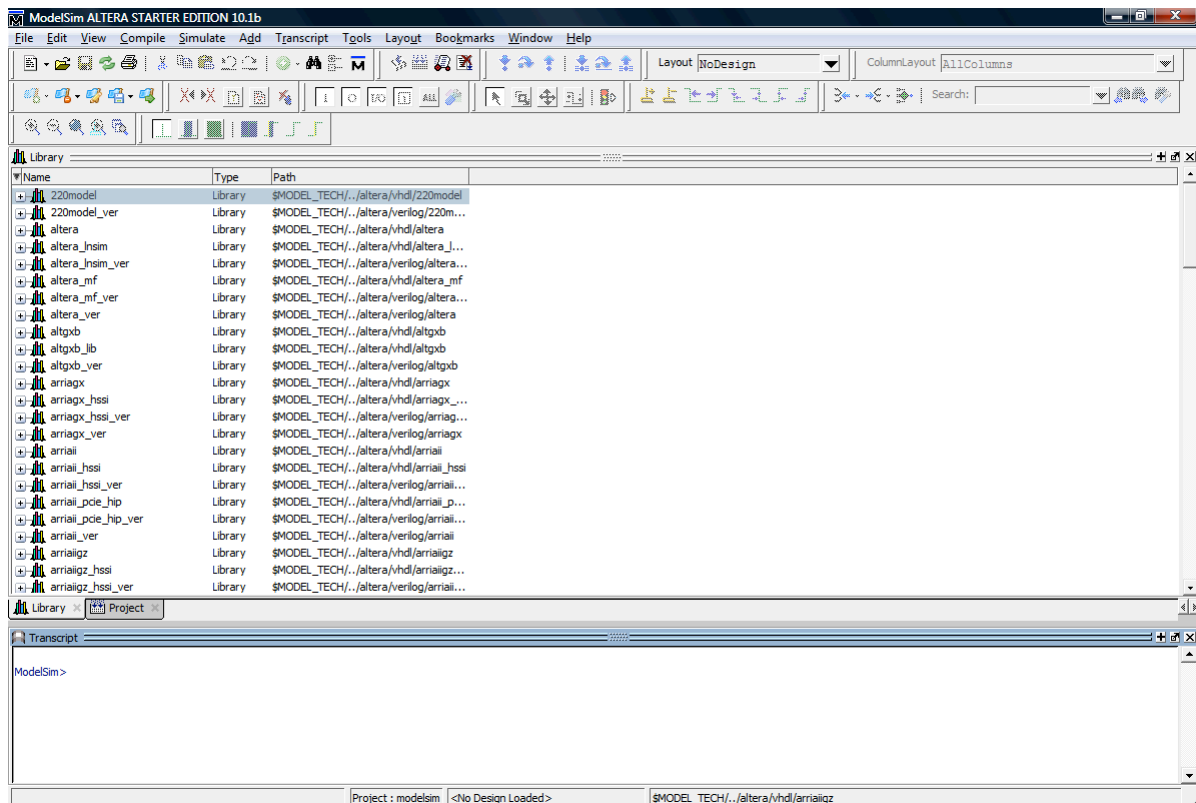 ModelSim ALTERA STARTER EDITION 10.1b
File Edit View Compile Simulate Add Transcript Tools Layout Bookmarks Window Help
Layout NoDesign ColumnLayout AllColumns
Search:
Library
Name Type Path
220model Library $MODEL_TECH/../altera/vhdl/220model
220model_ver Library $MODEL_TECH/../altera/verilog/220m...
altera Library $MODEL_TECH/../altera/vhdl/altera
altera_lnsim Library $MODEL_TECH/../altera/vhdl/altera_l...
altera_lnsim_ver Library $MODEL_TECH/../altera/verilog/altera...
altera_mf Library $MODEL_TECH/../altera/vhdl/altera_mf
altera_mf_ver Library $MODEL_TECH/../altera/verilog/altera...
altera_ver Library $MODEL_TECH/../altera/verilog/altera
altgxb Library $MODEL_TECH/../altera/vhdl/altgxb
altgxb_lib Library $MODEL_TECH/../altera/vhdl/altgxb
altgxb_ver Library $MODEL_TECH/../altera/verilog/altgxb
arriagx Library $MODEL_TECH/../altera/vhdl/arriagx
arriagx_hssi Library $MODEL_TECH/../altera/vhdl/arriagx_...
arriagx_hssi_ver Library $MODEL_TECH/../altera/verilog/arriag...
arriagx_ver Library $MODEL_TECH/../altera/verilog/arriagx
arriaii Library $MODEL_TECH/../altera/vhdl/arriaii
arriaii_hssi Library $MODEL_TECH/../altera/vhdl/arriaii_hssi
arriaii_hssi_ver Library $MODEL_TECH/../altera/verilog/arriaii...
arriaii_pcie_hip Library $MODEL_TECH/../altera/vhdl/arriaii_p...
arriaii_pcie_hip_ver Library $MODEL_TECH/../altera/verilog/arriaii...
arriaii_ver Library $MODEL_TECH/../altera/verilog/arriaii
arriaiigz Library $MODEL_TECH/../altera/vhdl/arriaiigz
arriaiigz_hssi Library $MODEL_TECH/../altera/vhdl/arriaiigz...
arriaiigz_hssi_ver Library $MODEL_TECH/../altera/verilog/arriaii...
Library Project
Transcript
ModelSim>
Project : modelsim <No Design Loaded> $MODEL_TECH/../altera/vhdl/arriaiigz